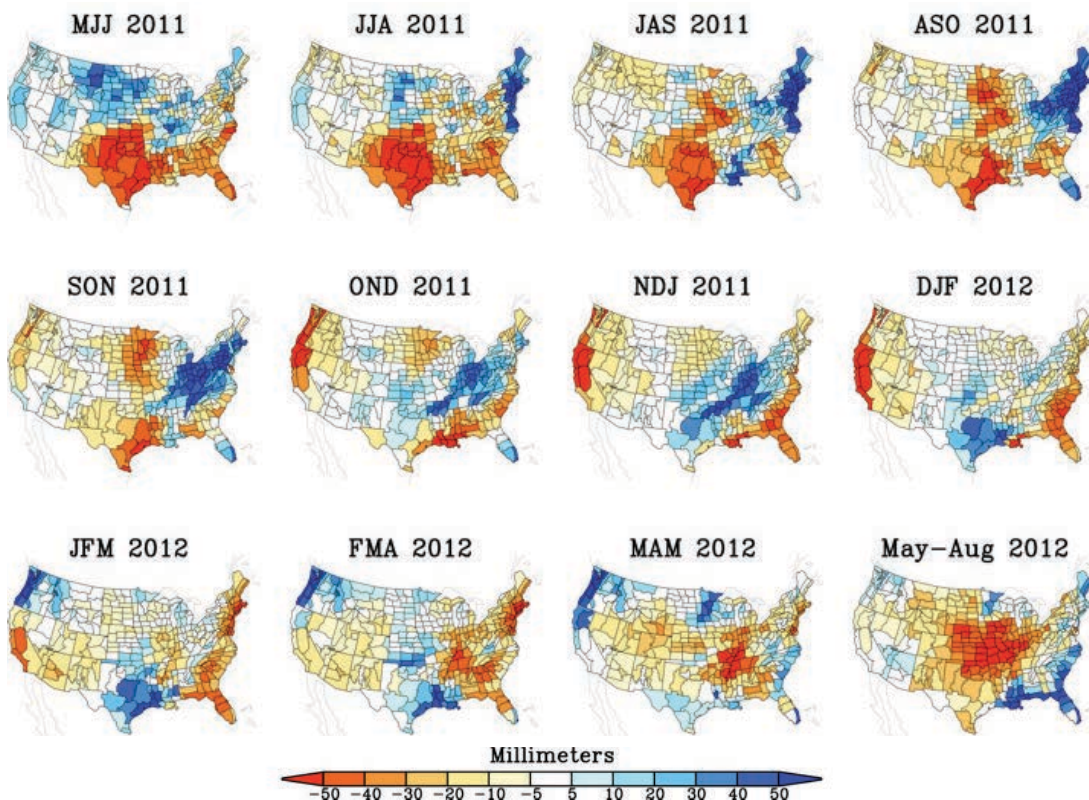 MJJ 2011
JJA 2011
JAS 2011
ASO 2011
SON 2011
OND 2011
NDJ 2011
DJF 2012
JFM 2012
FMA 2012
MAM 2012
May-Aug 2012
Millimeters
-50 -40 -30 -20 -10 -5 5 10 20 30 40 50